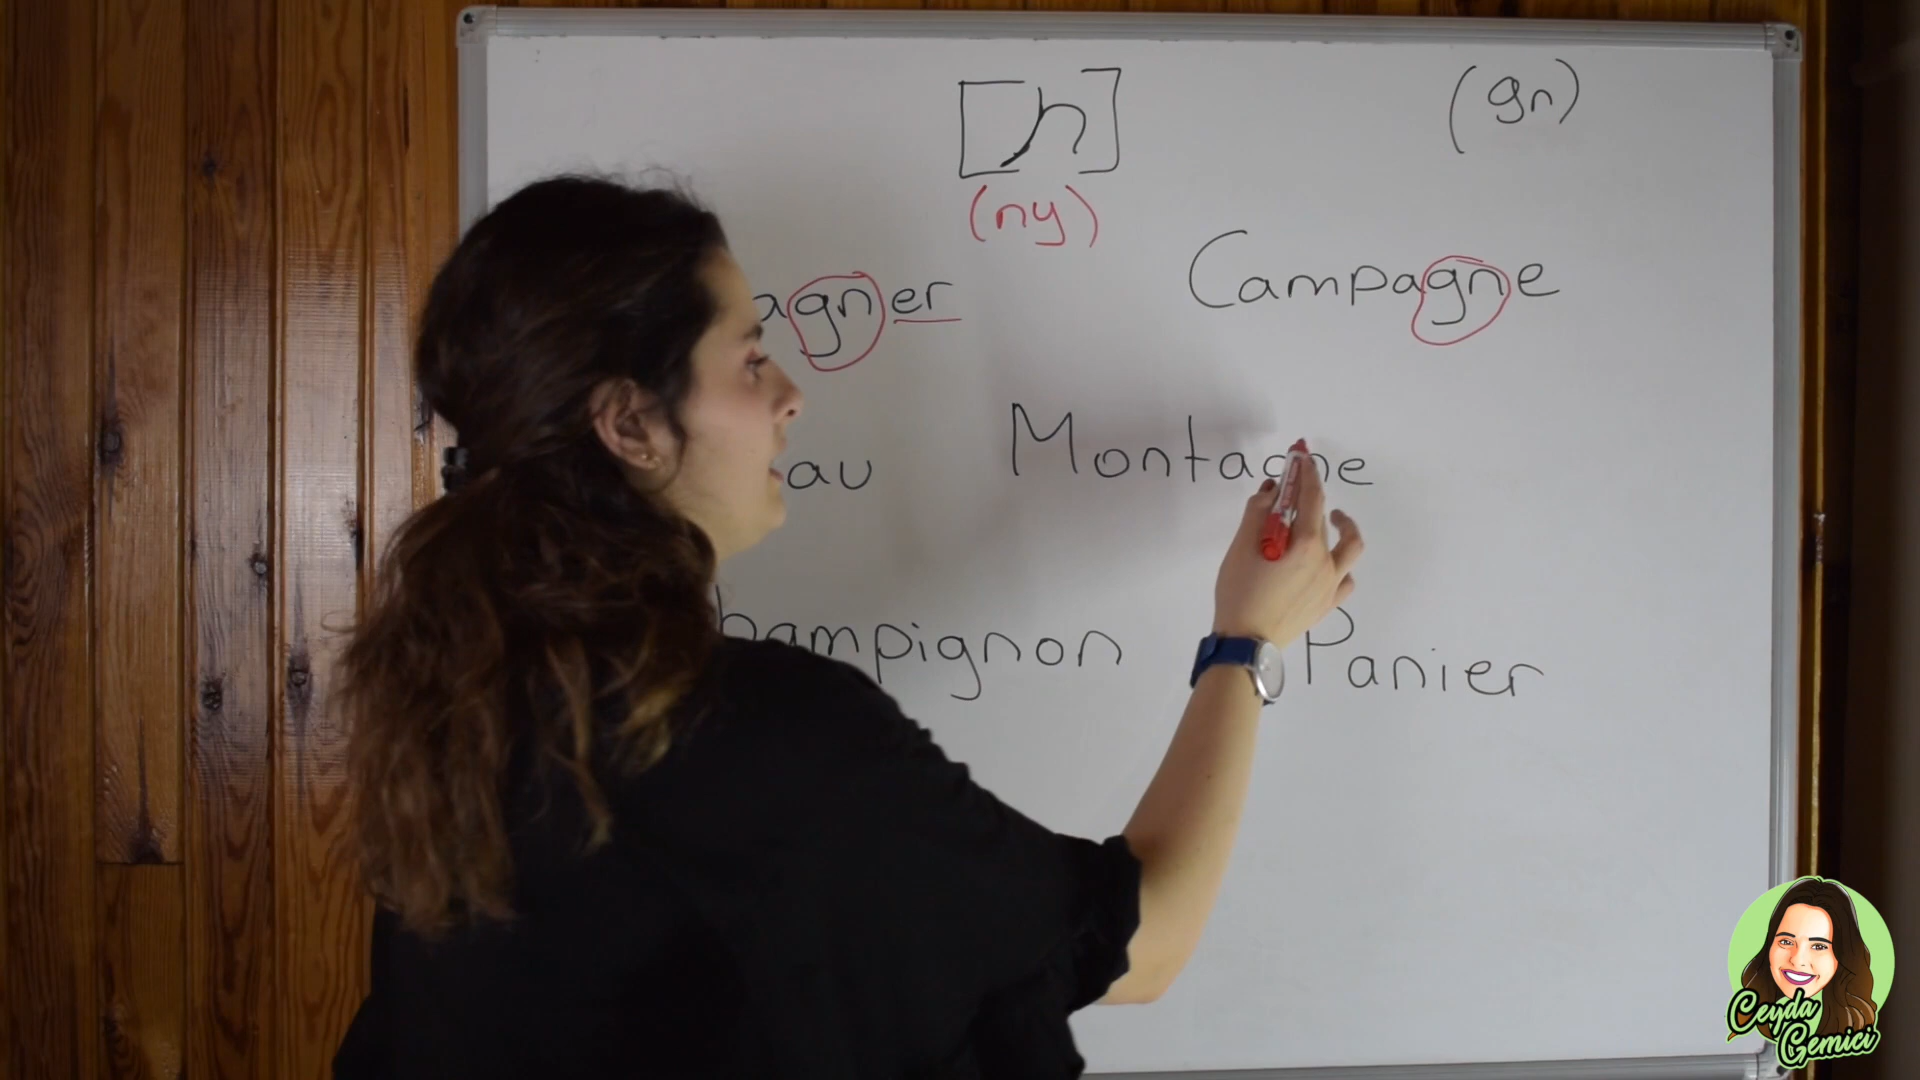 [ɲ] (gn)
(ny)
agner Campagne
au Montagne
hampignon Panier
Ceyda
Gemici